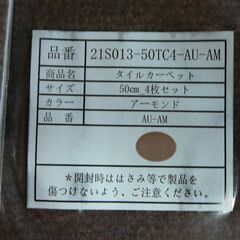 品番 21S013-50TC4-AU-AM
商品名 タイルカーペット
サイズ 50cm 4枚セット
カラー アーモンド
品番 AU-AM
*開封時ははさみ等で製品を
傷つけないよう、ご注意ください。